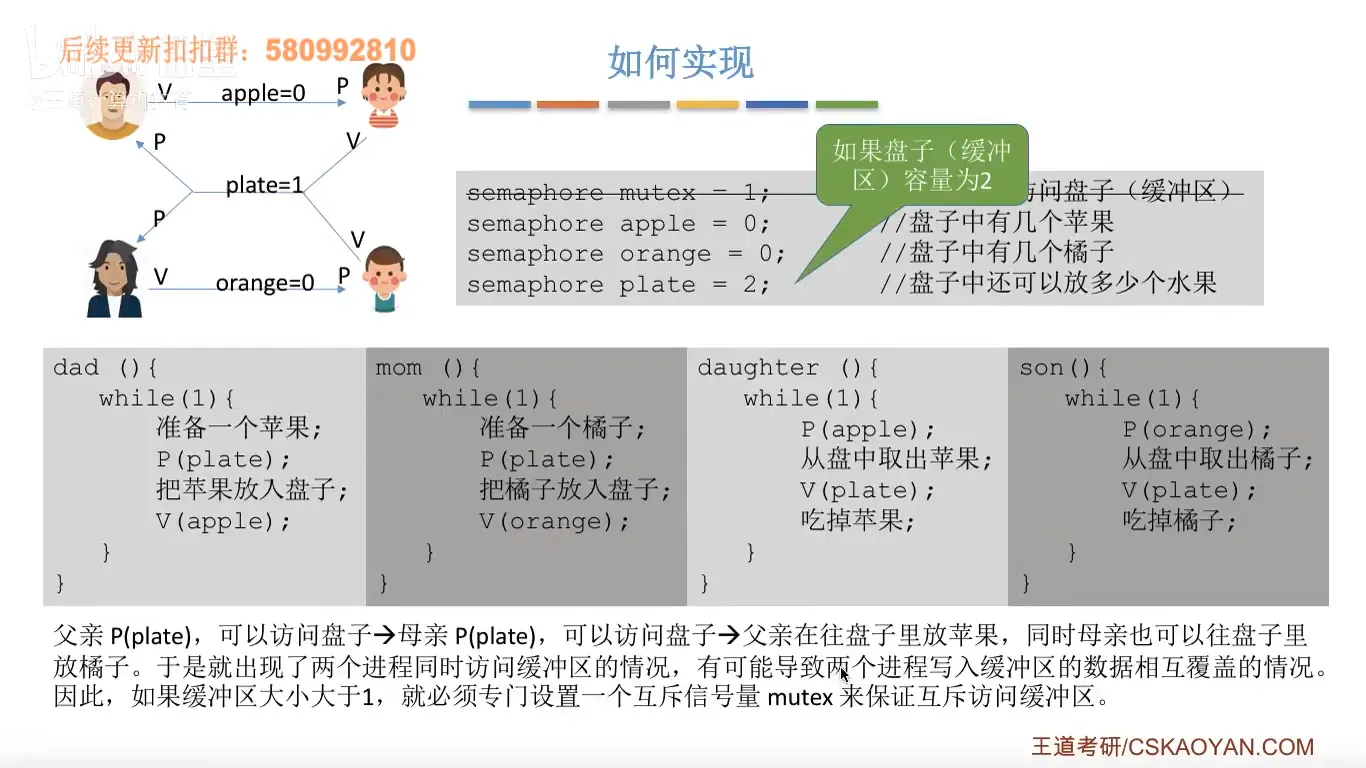 后续更新扣扣群：580992810
如何实现
V apple=0 P
P V
plate=1
P V
V orange=0 P
如果盘子（缓冲
区）容量为2
semaphore mutex = 1; 访问盘子（缓冲区）
semaphore apple = 0; //盘子中有几个苹果
semaphore orange = 0; //盘子中有几个橘子
semaphore plate = 2; //盘子中还可以放多少个水果
dad (){
while(1){
准备一个苹果;
P(plate);
把苹果放入盘子;
V(apple);
}
}
mom (){
while(1){
准备一个橘子;
P(plate);
把橘子放入盘子;
V(orange);
}
}
daughter (){
while(1){
P(apple);
从盘中取出苹果;
V(plate);
吃掉苹果;
}
}
son(){
while(1){
P(orange);
从盘中取出橘子;
V(plate);
吃掉橘子;
}
}
父亲 P(plate)，可以访问盘子→母亲 P(plate)，可以访问盘子→父亲在往盘子里放苹果，同时母亲也可以往盘子里
放橘子。于是就出现了两个进程同时访问缓冲区的情况，有可能导致两个进程写入缓冲区的数据相互覆盖的情况。
因此，如果缓冲区大小大于1，就必须专门设置一个互斥信号量 mutex 来保证互斥访问缓冲区。
王道考研/CSKAOYAN.COM